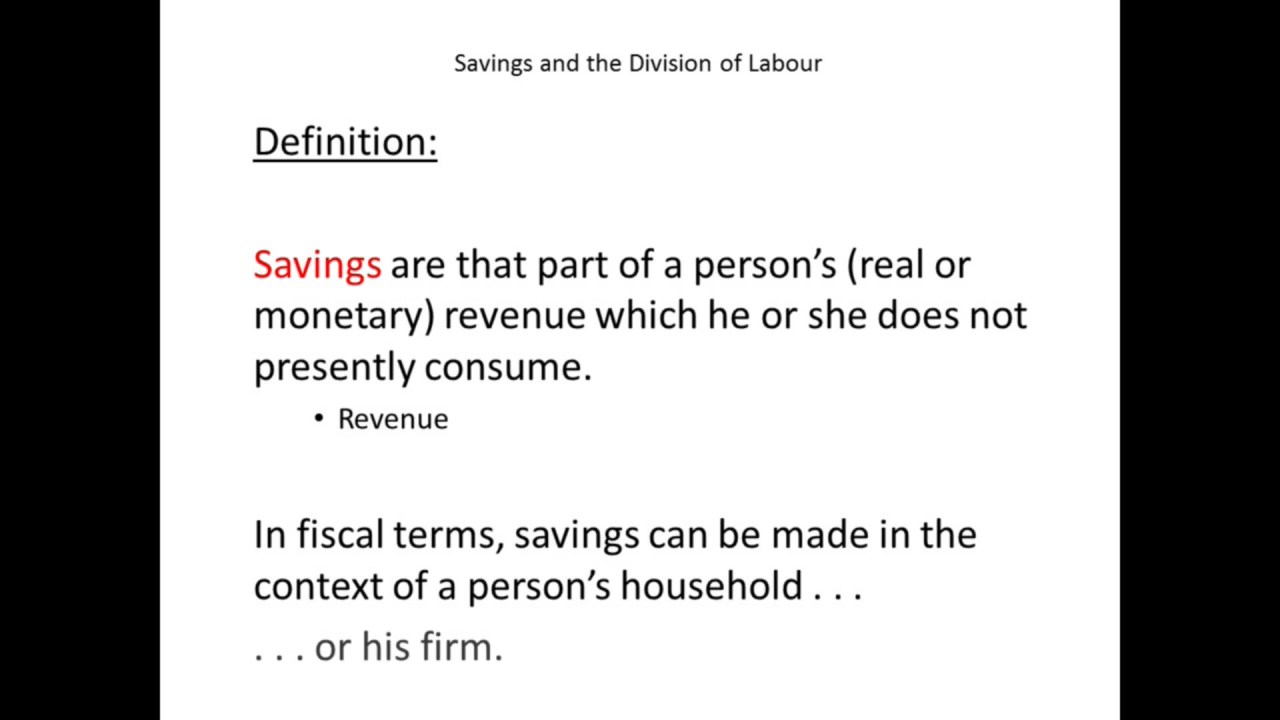 Savings and the Division of Labour
Definition:
Savings are that part of a person’s (real or
monetary) revenue which he or she does not
presently consume.
• Revenue
In fiscal terms, savings can be made in the
context of a person’s household . . .
. . . or his firm.